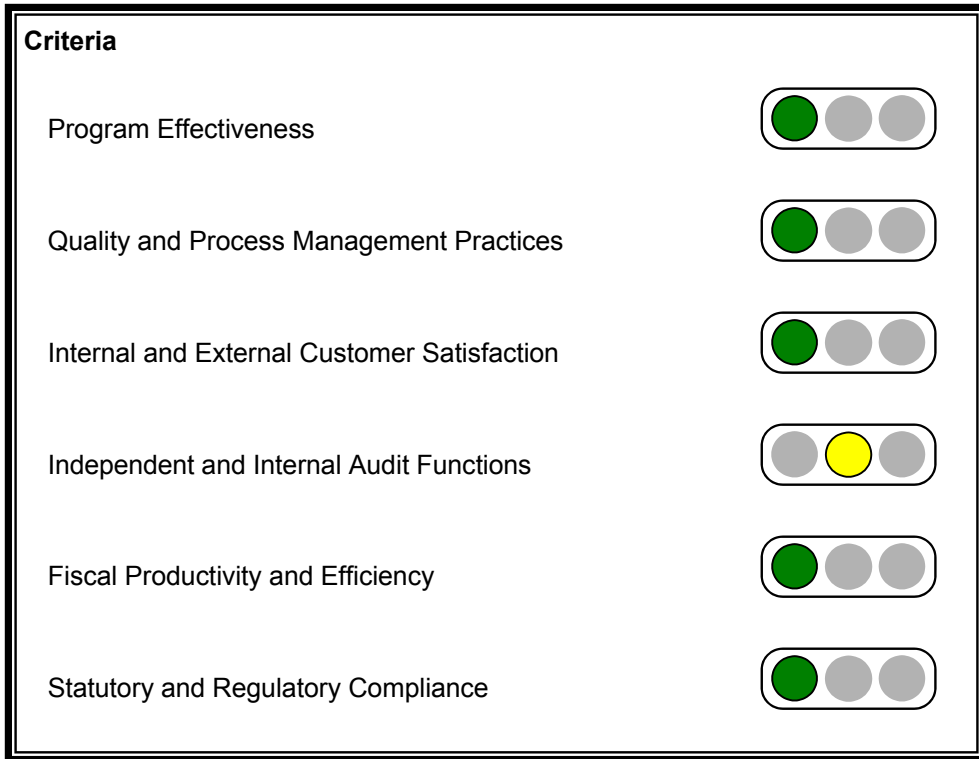 Criteria
Program Effectiveness
Quality and Process Management Practices
Internal and External Customer Satisfaction
Independent and Internal Audit Functions
Fiscal Productivity and Efficiency
Statutory and Regulatory Compliance